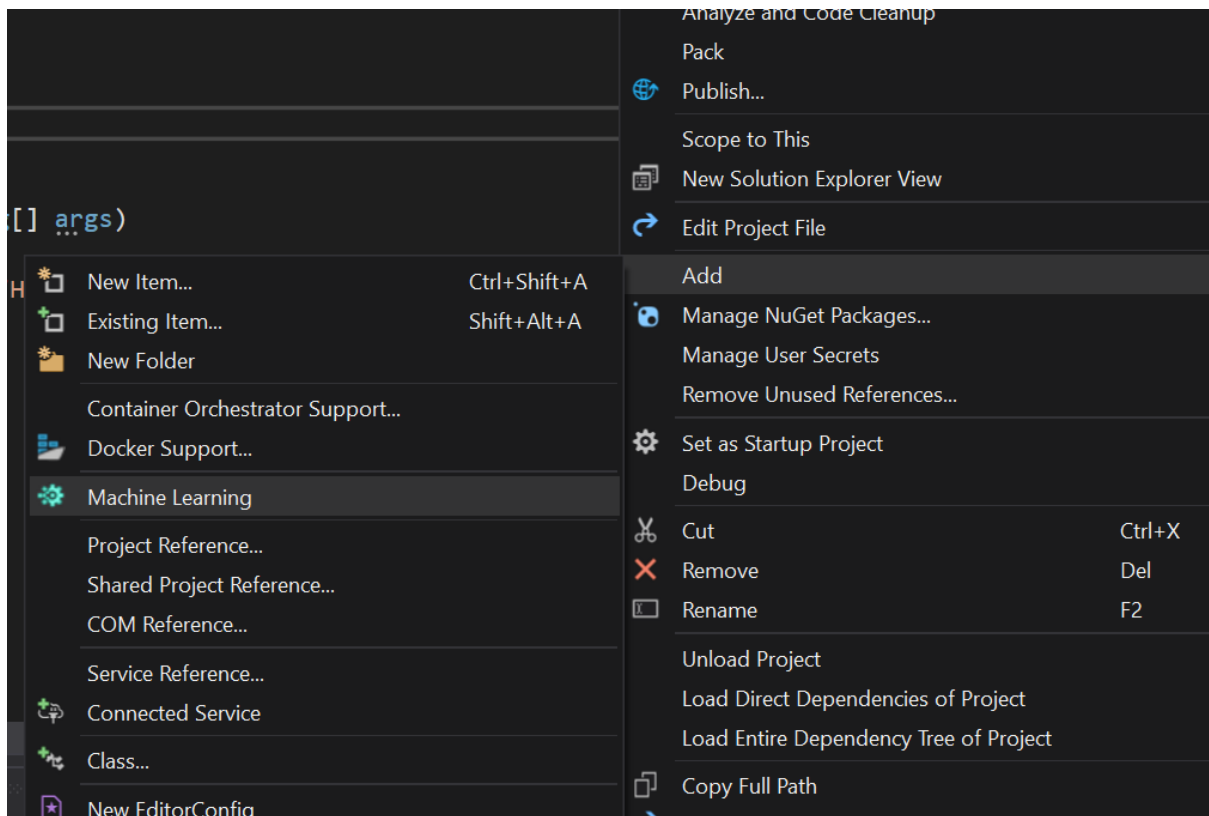 Analyze and Code Cleanup
Pack
Publish...
Scope to This
New Solution Explorer View
Edit Project File
Add
Manage NuGet Packages...
Manage User Secrets
Remove Unused References...
Set as Startup Project
Debug
Cut Ctrl+X
Remove Del
Rename F2
Unload Project
Load Direct Dependencies of Project
Load Entire Dependency Tree of Project
Copy Full Path
[] args)
H
New Item... Ctrl+Shift+A
Existing Item... Shift+Alt+A
New Folder
Container Orchestrator Support...
Docker Support...
Machine Learning
Project Reference...
Shared Project Reference...
COM Reference...
Service Reference...
Connected Service
Class...
New EditorConfig